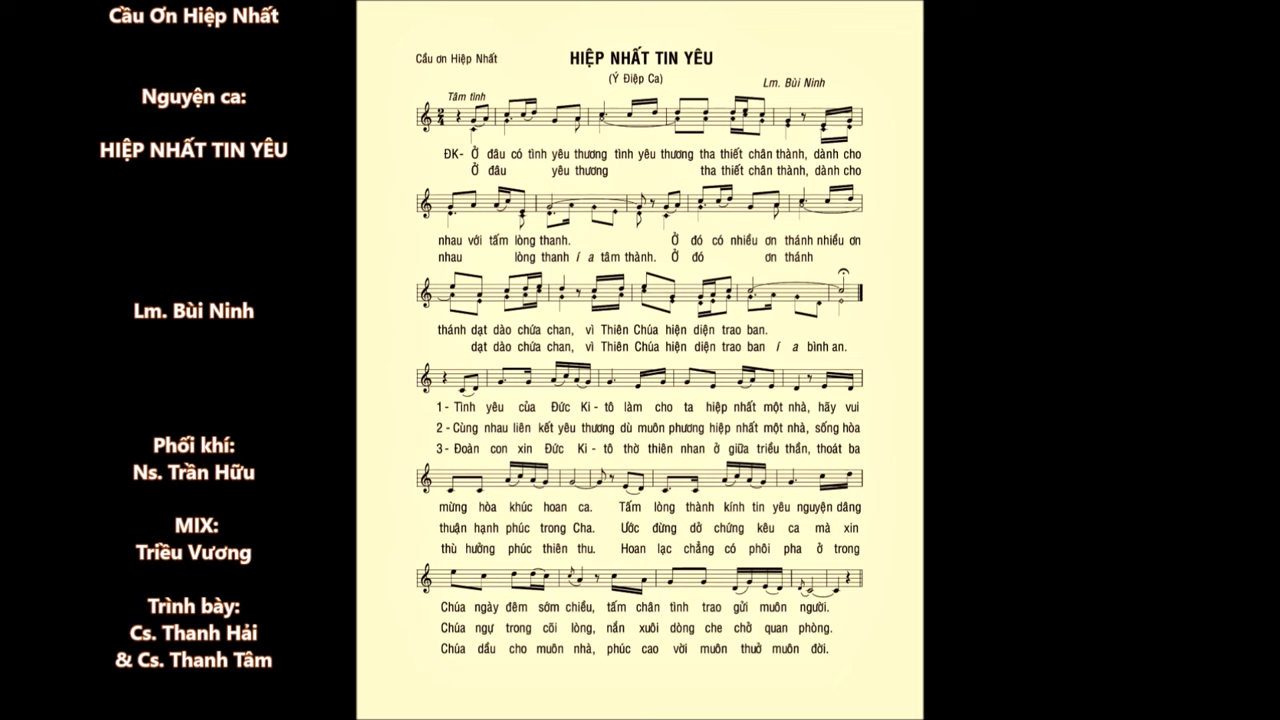 Cầu Ơn Hiệp Nhất
Nguyện ca:
HIỆP NHẤT TIN YÊU
Lm. Bùi Ninh
Phối khí:
Ns. Trần Hữu
MIX:
Triều Vương
Trình bày:
Cs. Thanh Hải
& Cs. Thanh Tâm
Cầu ơn Hiệp Nhất
HIỆP NHẤT TIN YÊU
(Ý Điệp Ca)
Lm. Bùi Ninh
Tâm tình
ĐK- Ở đâu có tình yêu thương tình yêu thương tha thiết chân thành, dành cho
Ở đâu yêu thương tha thiết chân thành, dành cho
nhau với tấm lòng thanh. Ở đó có nhiều ơn thánh nhiều ơn
nhau lòng thanh í a tâm thành. Ở đó ơn thánh
thánh dạt dào chứa chan, vì Thiên Chúa hiện diện trao ban.
dạt dào chứa chan, vì Thiên Chúa hiện diện trao ban í a bình an.
1- Tình yêu của Đức Ki - tô làm cho ta hiệp nhất một nhà, hãy vui
2- Cùng nhau liên kết yêu thương dù muôn phương hiệp nhất một nhà, sống hòa
3- Đoàn con xin Đức Ki - tô thờ thiên nhan ở giữa triều thần, thoát ba
mừng hòa khúc hoan ca. Tấm lòng thành kính tin yêu nguyện dâng
thuận hạnh phúc trong Cha. Ước đừng dở chứng kêu ca mà xin
thù hưởng phúc thiên thu. Hoan lạc chẳng có phôi pha ở trong
Chúa ngày đêm sớm chiều, tấm chân tình trao gửi muôn người.
Chúa ngự trong cõi lòng, nắn xuôi dòng che chở quan phòng.
Chúa dẫu cho muôn nhà, phúc cao vời muôn thuở muôn đời.